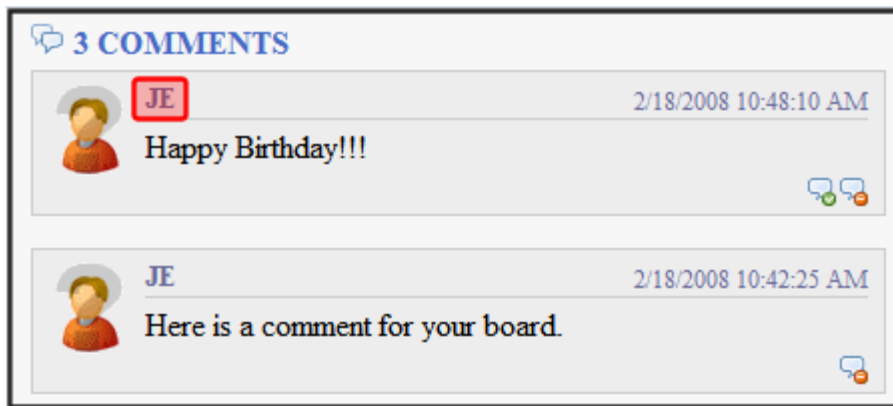 3 COMMENTS
JE 2/18/2008 10:48:10 AM
Happy Birthday!!!
JE 2/18/2008 10:42:25 AM
Here is a comment for your board.